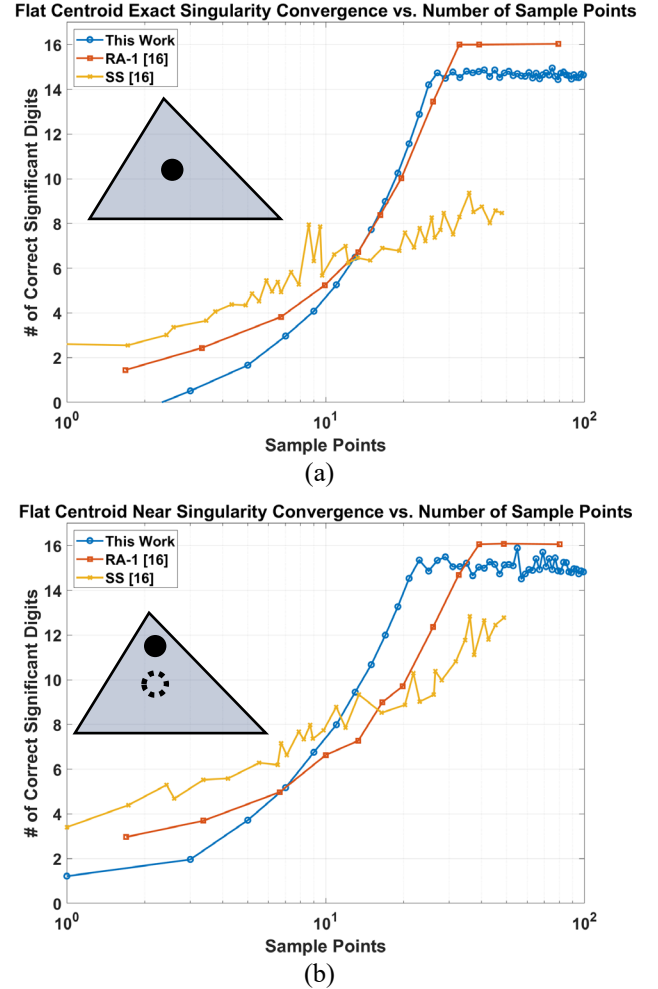 Flat Centroid Exact Singularity Convergence vs. Number of Sample Points
16
14
12
10
8
6
4
2
0
# of Correct Significant Digits
This Work
RA-1 [16]
SS [16]
10^0
10^1
10^2
Sample Points
(a)
Flat Centroid Near Singularity Convergence vs. Number of Sample Points
16
14
12
10
8
6
4
2
0
# of Correct Significant Digits
This Work
RA-1 [16]
SS [16]
10^0
10^1
10^2
Sample Points
(b)